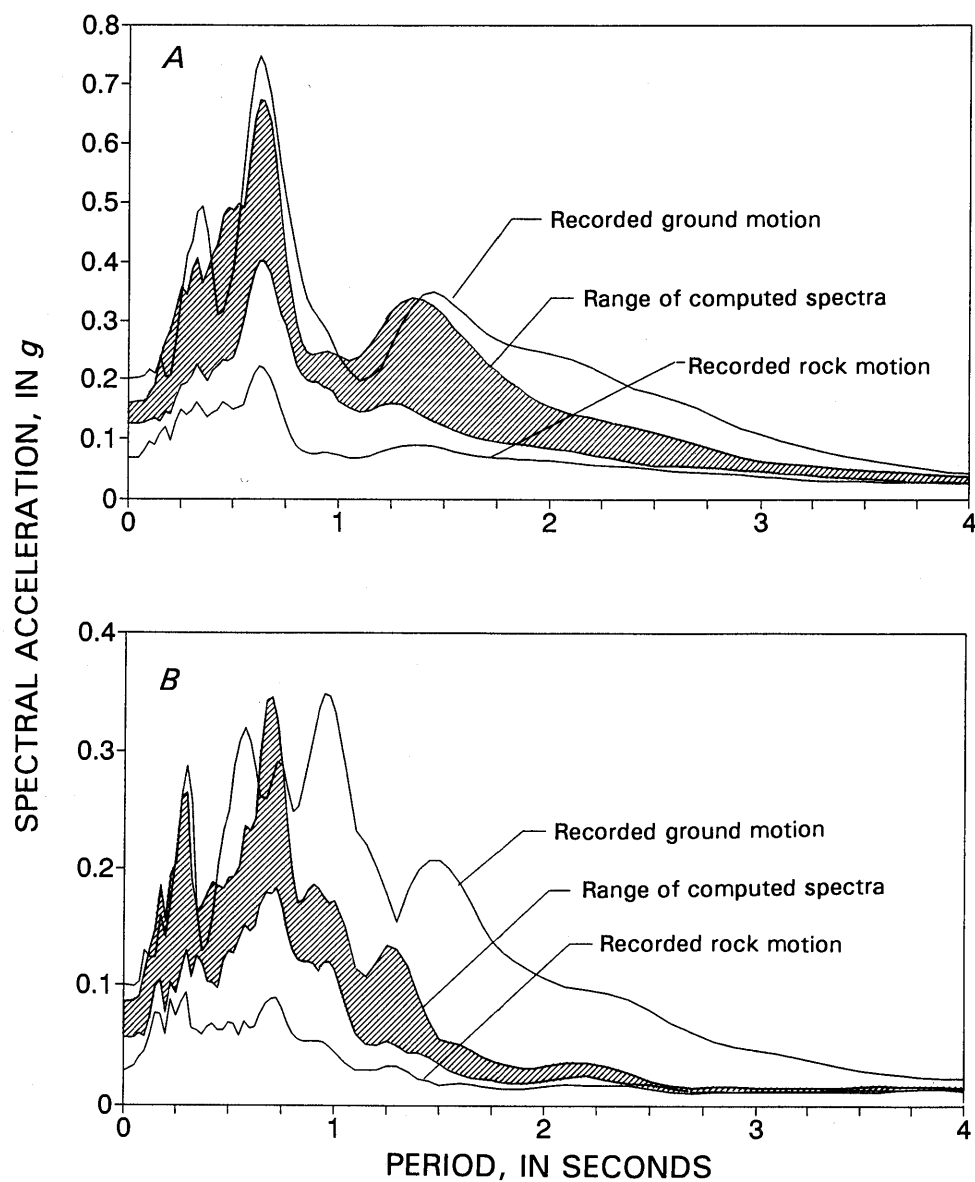 SPECTRAL ACCELERATION, IN g
A
0.8
0.7
0.6
0.5
0.4
0.3
0.2
0.1
0
Recorded ground motion
Range of computed spectra
Recorded rock motion
0 1 2 3 4
B
0.4
0.3
0.2
0.1
0
Recorded ground motion
Range of computed spectra
Recorded rock motion
0 1 2 3 4
PERIOD, IN SECONDS